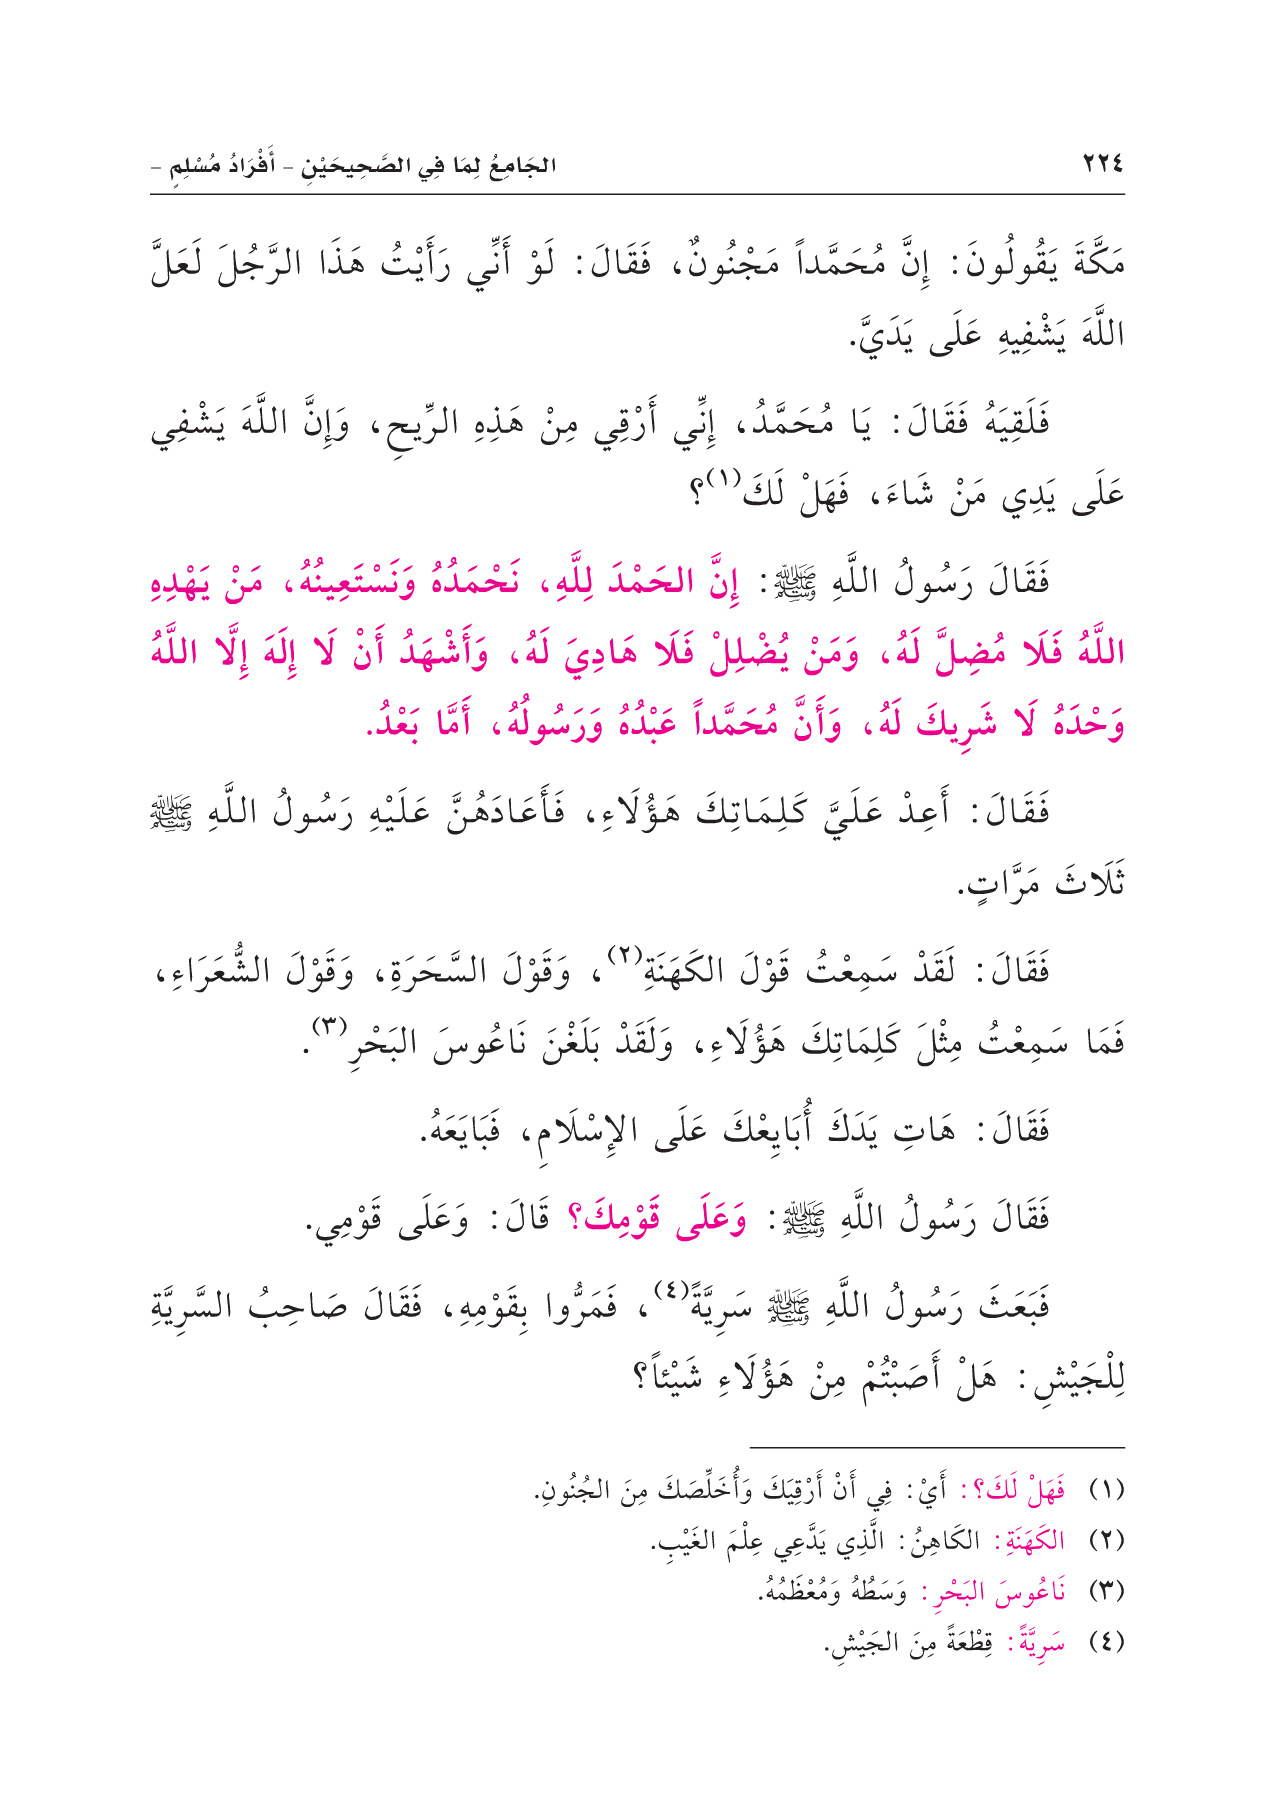 ٢٢٤ الجَامِعُ لِمَا فِي الصَّحِيحَيْنِ – أَفْرَادُ مُسْلِمٍ –
مَكَّةَ يَقُولُونَ: إِنَّ مُحَمَّداً مَجْنُونٌ، فَقَالَ: لَوْ أَنِّي رَأَيْتُ هَذَا الرَّجُلَ لَعَلَّ
اللَّهَ يَشْفِيهِ عَلَى يَدَيَّ.
فَلَقِيَهُ فَقَالَ: يَا مُحَمَّدُ، إِنِّي أَرْقِي مِنْ هَذِهِ الرِّيحِ، وَإِنَّ اللَّهَ يَشْفِي
عَلَى يَدِي مَنْ شَاءَ، فَهَلْ لَكَ(١)؟
فَقَالَ رَسُولُ اللَّهِ ﷺ: إِنَّ الحَمْدَ لِلَّهِ، نَحْمَدُهُ وَنَسْتَعِينُهُ، مَنْ يَهْدِهِ
اللَّهُ فَلَا مُضِلَّ لَهُ، وَمَنْ يُضْلِلْ فَلَا هَادِيَ لَهُ، وَأَشْهَدُ أَنْ لَا إِلَهَ إِلَّا اللَّهُ
وَحْدَهُ لَا شَرِيكَ لَهُ، وَأَنَّ مُحَمَّداً عَبْدُهُ وَرَسُولُهُ، أَمَّا بَعْدُ.
فَقَالَ: أَعِدْ عَلَيَّ كَلِمَاتِكَ هَؤُلَاءِ، فَأَعَادَهُنَّ عَلَيْهِ رَسُولُ اللَّهِ ﷺ
ثَلَاثَ مَرَّاتٍ.
فَقَالَ: لَقَدْ سَمِعْتُ قَوْلَ الكَهَنَةِ(٢)، وَقَوْلَ السَّحَرَةِ، وَقَوْلَ الشُّعَرَاءِ،
فَمَا سَمِعْتُ مِثْلَ كَلِمَاتِكَ هَؤُلَاءِ، وَلَقَدْ بَلَغْنَ نَاعُوسَ البَحْرِ(٣).
فَقَالَ: هَاتِ يَدَكَ أُبَايِعْكَ عَلَى الإِسْلَامِ، فَبَايَعَهُ.
فَقَالَ رَسُولُ اللَّهِ ﷺ: وَعَلَى قَوْمِكَ؟ قَالَ: وَعَلَى قَوْمِي.
فَبَعَثَ رَسُولُ اللَّهِ ﷺ سَرِيَّةً(٤)، فَمَرُّوا بِقَوْمِهِ، فَقَالَ صَاحِبُ السَّرِيَّةِ
لِلْجَيْشِ: هَلْ أَصَبْتُمْ مِنْ هَؤُلَاءِ شَيْئاً؟
(١) فَهَلْ لَكَ؟: أَيْ: فِي أَنْ أَرْقِيَكَ وَأُخَلِّصَكَ مِنَ الجُنُونِ.
(٢) الكَهَنَةِ: الكَاهِنُ: الَّذِي يَدَّعِي عِلْمَ الغَيْبِ.
(٣) نَاعُوسَ البَحْرِ: وَسَطُهُ وَمُعْظَمُهُ.
(٤) سَرِيَّةً: قِطْعَةً مِنَ الجَيْشِ.